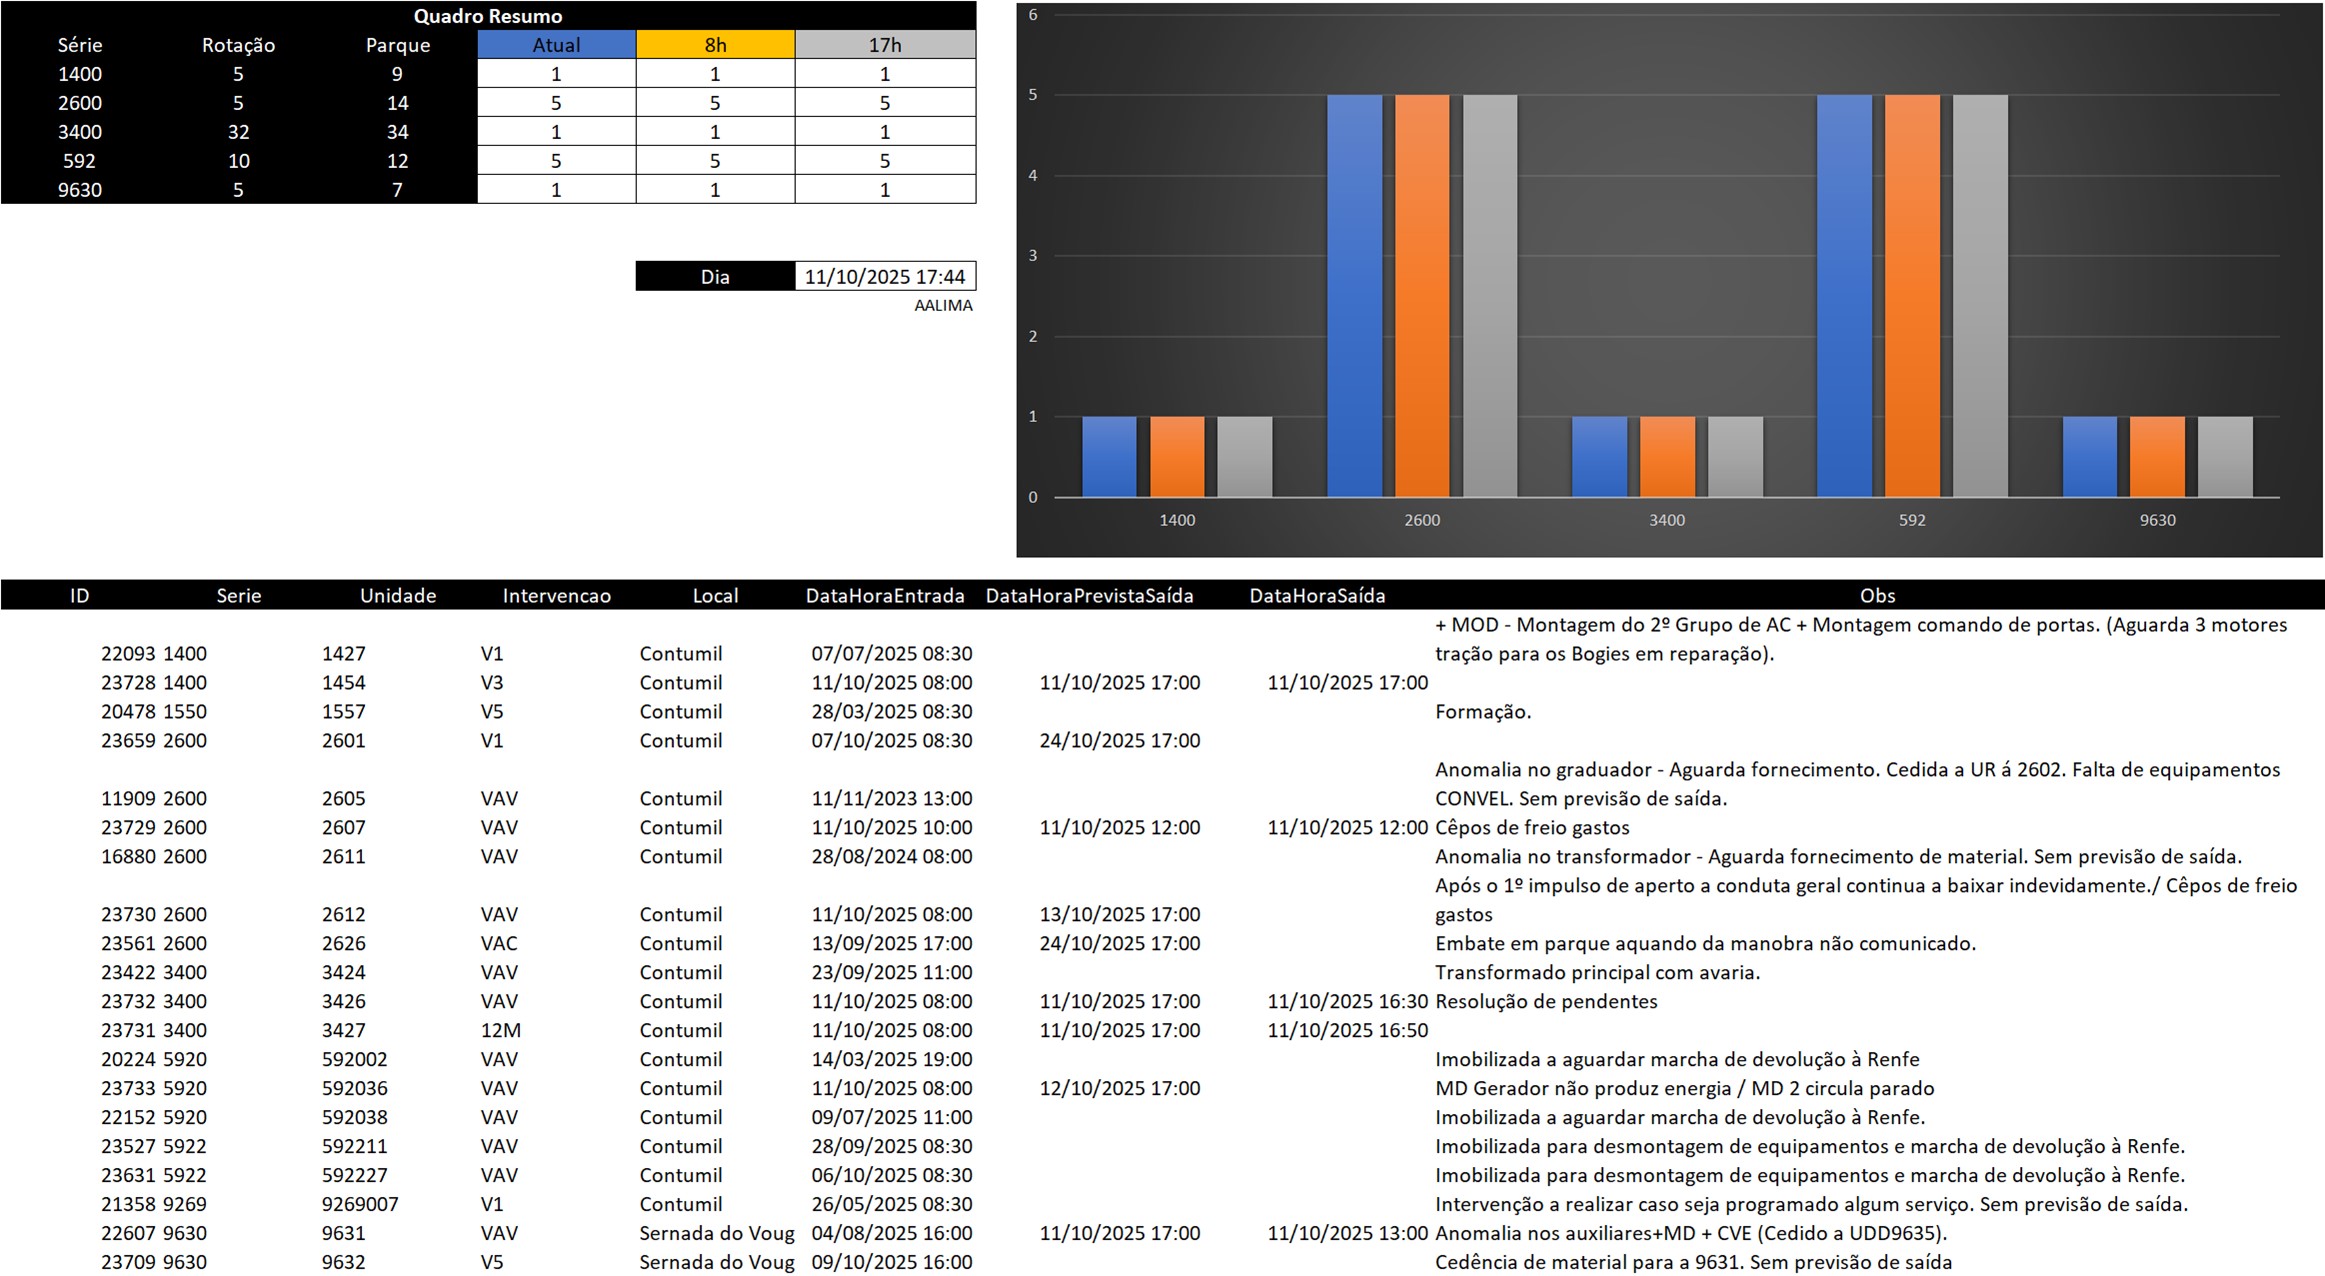 Quadro Resumo
Série Rotação Parque Atual 8h 17h
1400 5 9 1 1 1
2600 5 14 5 5 5
3400 32 34 1 1 1
592 10 12 5 5 5
9630 5 7 1 1 1
Dia 11/10/2025 17:44
AALIMA
6
5
4
3
2
1
0
1400 2600 3400 592 9630
ID Serie Unidade Intervencao Local DataHoraEntrada DataHoraPrevistaSaída DataHoraSaída Obs
+ MOD - Montagem do 2º Grupo de AC + Montagem comando de portas. (Aguarda 3 motores
22093 1400 1427 V1 Contumil 07/07/2025 08:30 tração para os Bogies em reparação).
23728 1400 1454 V3 Contumil 11/10/2025 08:00 11/10/2025 17:00 11/10/2025 17:00
20478 1550 1557 V5 Contumil 28/03/2025 08:30 Formação.
23659 2600 2601 V1 Contumil 07/10/2025 08:30 24/10/2025 17:00
Anomalia no graduador - Aguarda fornecimento. Cedida a UR á 2602. Falta de equipamentos
11909 2600 2605 VAV Contumil 11/11/2023 13:00 CONVEL. Sem previsão de saída.
23729 2600 2607 VAV Contumil 11/10/2025 10:00 11/10/2025 12:00 11/10/2025 12:00 Cêpos de freio gastos
16880 2600 2611 VAV Contumil 28/08/2024 08:00 Anomalia no transformador - Aguarda fornecimento de material. Sem previsão de saída.
Após o 1º impulso de aperto a conduta geral continua a baixar indevidamente./ Cêpos de freio
23730 2600 2612 VAV Contumil 11/10/2025 08:00 13/10/2025 17:00 gastos
23561 2600 2626 VAC Contumil 13/09/2025 17:00 24/10/2025 17:00 Embate em parque aquando da manobra não comunicado.
23422 3400 3424 VAV Contumil 23/09/2025 11:00 Transformado principal com avaria.
23732 3400 3426 VAV Contumil 11/10/2025 08:00 11/10/2025 17:00 11/10/2025 16:30 Resolução de pendentes
23731 3400 3427 12M Contumil 11/10/2025 08:00 11/10/2025 17:00 11/10/2025 16:50
20224 5920 592002 VAV Contumil 14/03/2025 19:00 Imobilizada a aguardar marcha de devolução à Renfe
23733 5920 592036 VAV Contumil 11/10/2025 08:00 12/10/2025 17:00 MD Gerador não produz energia / MD 2 circula parado
22152 5920 592038 VAV Contumil 09/07/2025 11:00 Imobilizada a aguardar marcha de devolução à Renfe.
23527 5922 592211 VAV Contumil 28/09/2025 08:30 Imobilizada para desmontagem de equipamentos e marcha de devolução à Renfe.
23631 5922 592227 VAV Contumil 06/10/2025 08:30 Imobilizada para desmontagem de equipamentos e marcha de devolução à Renfe.
21358 9269 9269007 V1 Contumil 26/05/2025 08:30 Intervenção a realizar caso seja programado algum serviço. Sem previsão de saída.
22607 9630 9631 VAV Sernada do Voug 04/08/2025 16:00 11/10/2025 17:00 11/10/2025 13:00 Anomalia nos auxiliares+MD + CVE (Cedido a UDD9635).
23709 9630 9632 V5 Sernada do Voug 09/10/2025 16:00 Cedência de material para a 9631. Sem previsão de saída